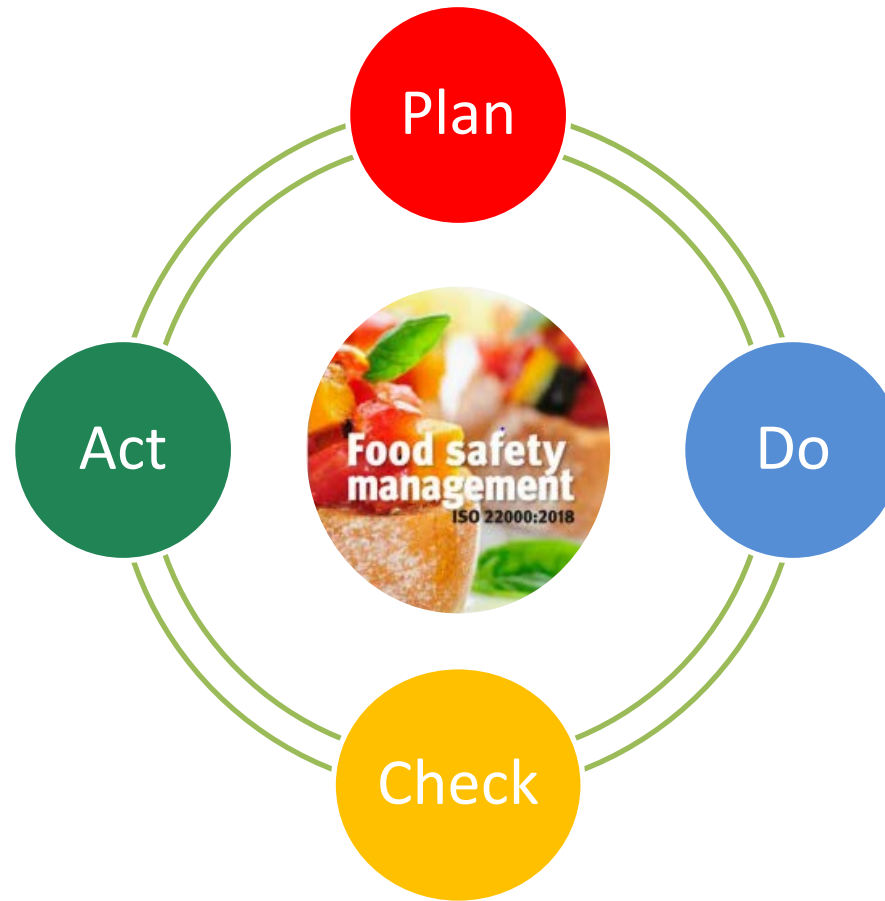 Plan
Act
Do
Food safety
management
ISO 22000:2018
Check